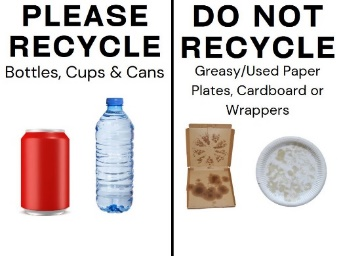 PLEASE
RECYCLE
Bottles, Cups & Cans
DO NOT
RECYCLE
Greasy/Used Paper
Plates, Cardboard or
Wrappers